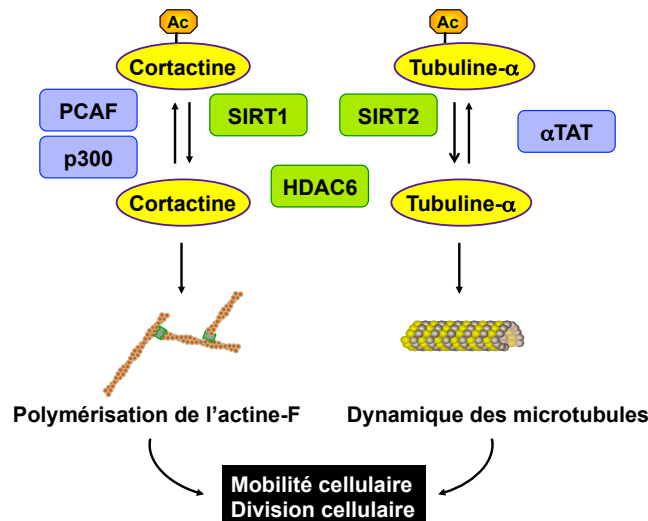 Ac
Ac
Cortactine
Tubuline-α
PCAF
SIRT1
SIRT2
αTAT
p300
HDAC6
Cortactine
Tubuline-α
Polymérisation de l'actine-F
Dynamique des microtubules
Mobilité cellulaire
Division cellulaire